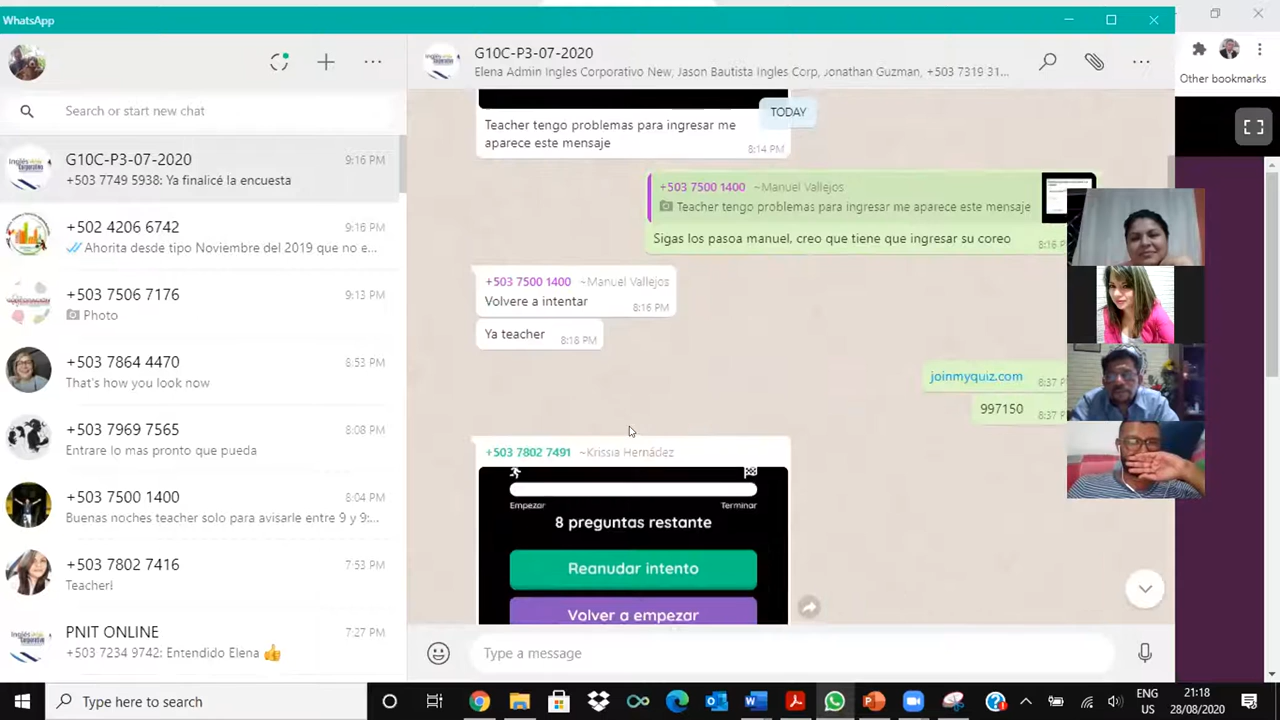 WhatsApp
Other bookmarks
Search or start new chat
G10C-P3-07-2020
9:16 PM
+503 7749 5938: Ya finalicé la encuesta
+502 4206 6742
9:16 PM
Ahorita desde tipo Noviembre del 2019 que no e...
+503 7506 7176
9:13 PM
Photo
+503 7864 4470
8:53 PM
That's how you look now
+503 7969 7565
8:08 PM
Entrare lo mas pronto que pueda
+503 7500 1400
8:04 PM
Buenas noches teacher solo para avisarle entre 9 y 9:...
+503 7802 7416
7:53 PM
Teacher!
PNIT ONLINE
7:27 PM
+503 7234 9742: Entendido Elena 👍
G10C-P3-07-2020
Elena Admin Ingles Corporativo New, Jason Bautista Ingles Corp, Jonathan Guzman, +503 7319 31...
TODAY
Teacher tengo problemas para ingresar me
aparece este mensaje
8:14 PM
+503 7500 1400 ~Manuel Vallejos
Teacher tengo problemas para ingresar me aparece este mensaje
Sigas los pasoa manuel, creo que tiene que ingresar su coreo
8:16
+503 7500 1400 ~Manuel Vallejos
Volvere a intentar
8:16 PM
Ya teacher
8:18 PM
joinmyquiz.com
8:37
997150
8:37
+503 7802 7491 ~Krissia Hernádez
Empezar
Terminar
8 preguntas restante
Reanudar intento
Volver a empezar
Type a message
Type here to search
ENG
US
21:18
28/08/2020